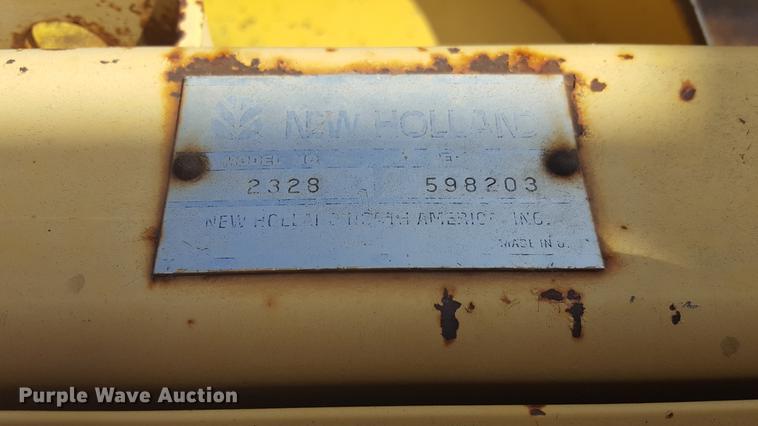 NEW HOLLAND
MODEL
2328 598203
NEW HOLLAND NORTH AMERICA, INC.
MADE IN U.
Purple Wave Auction